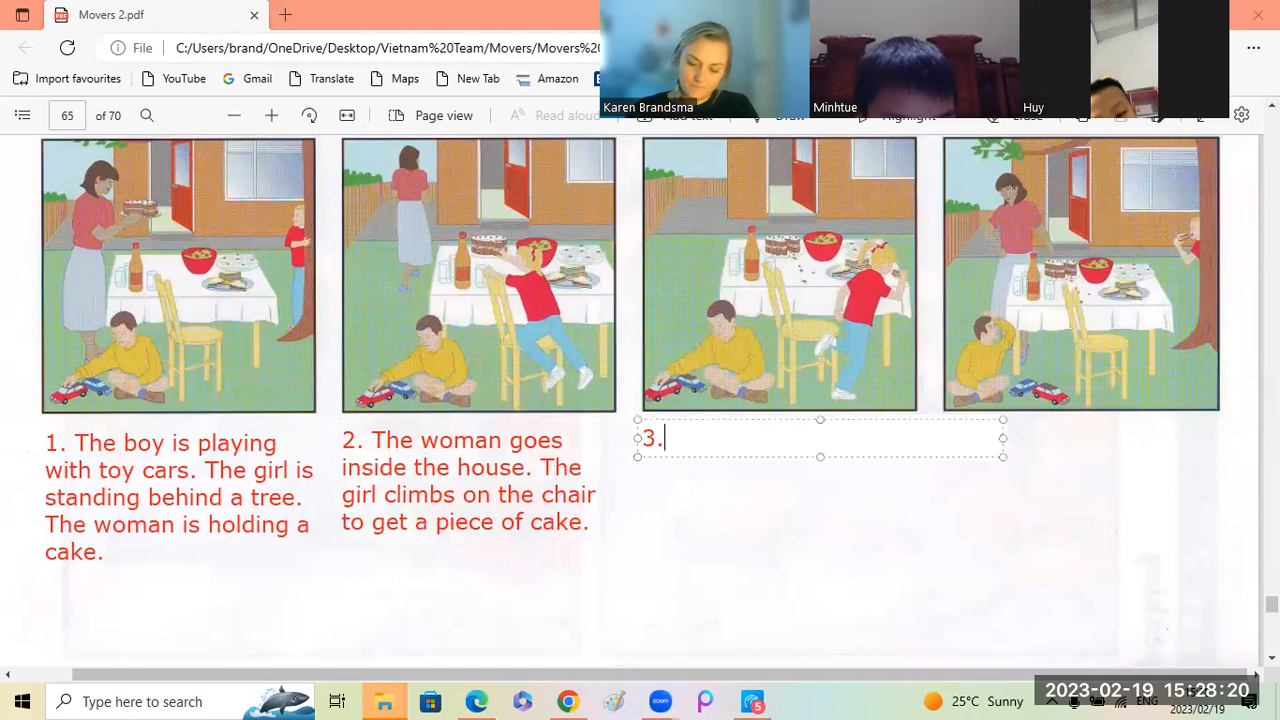 Movers 2.pdf
File
C:/Users/brand/OneDrive/Desktop/Vietnam%20Team/Movers/Movers%20
Import favourites
YouTube
Gmail
Translate
Maps
New Tab
Amazon
Karen Brandsma
Minhtue
Huy
65
of 70
Page view
Read aloud
1. The boy is playing
with toy cars. The girl is
standing behind a tree.
The woman is holding a
cake.
2. The woman goes
inside the house. The
girl climbs on the chair
to get a piece of cake.
3.
Type here to search
zoom
5
25°C Sunny
ENG
2023-02-19 15:28:20
2023/02/19